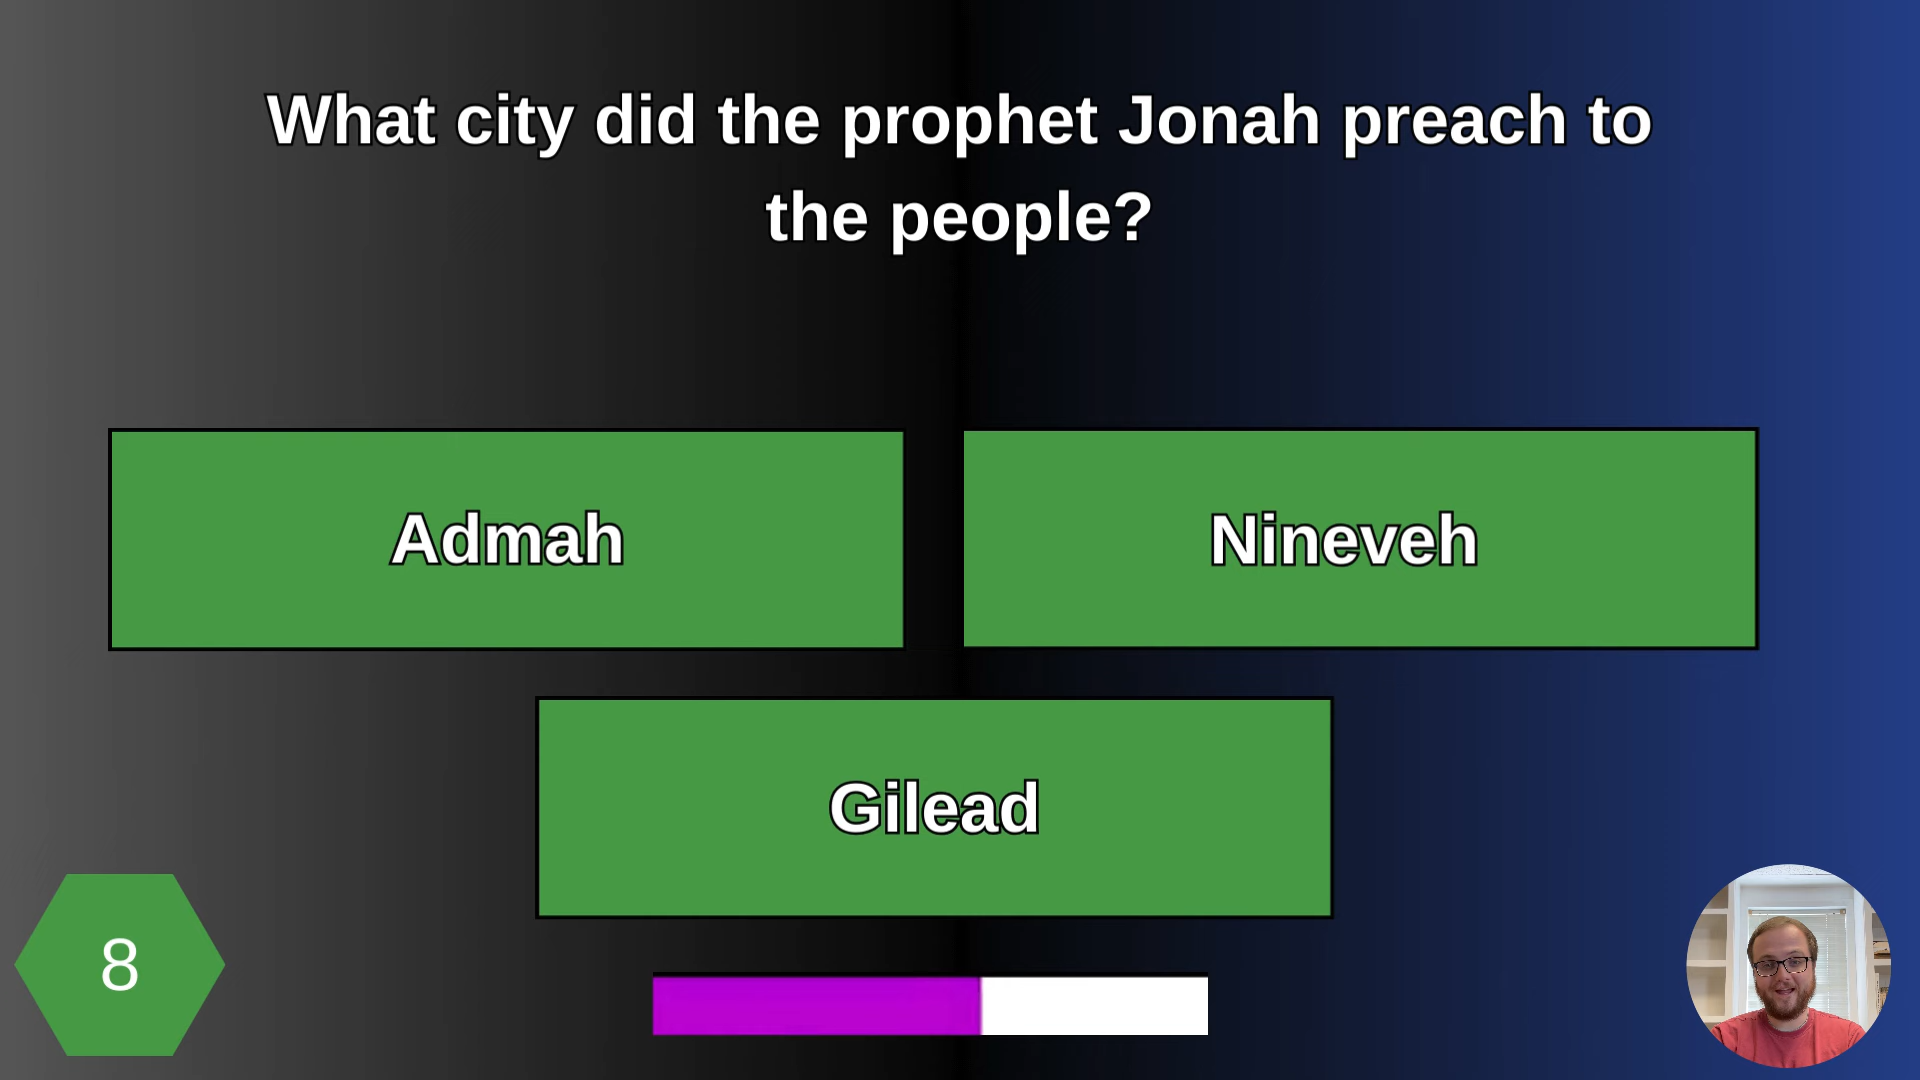 What city did the prophet Jonah preach to
the people?
Admah
Nineveh
Gilead
8